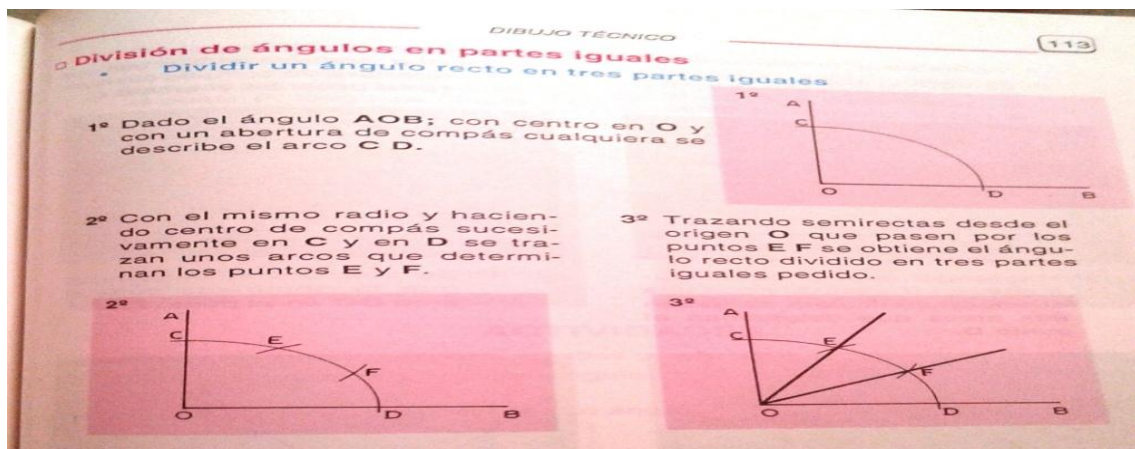 DIBUJO TÉCNICO
113
División de ángulos en partes iguales
Dividir un ángulo recto en tres partes iguales
1º Dado el ángulo AOB; con centro en O y
con un abertura de compás cualquiera se
describe el arco C D.
1º
A
C
O
D
B
2º Con el mismo radio y hacien-
do centro de compás sucesi-
vamente en C y en D se tra-
zan unos arcos que determi-
nan los puntos E y F.
3º Trazando semirectas desde el
origen O que pasen por los
puntos E F se obtiene el ángu-
lo recto dividido en tres partes
iguales pedido.
2º
A
C
E
F
O
D
B
3º
A
C
E
F
O
D
B